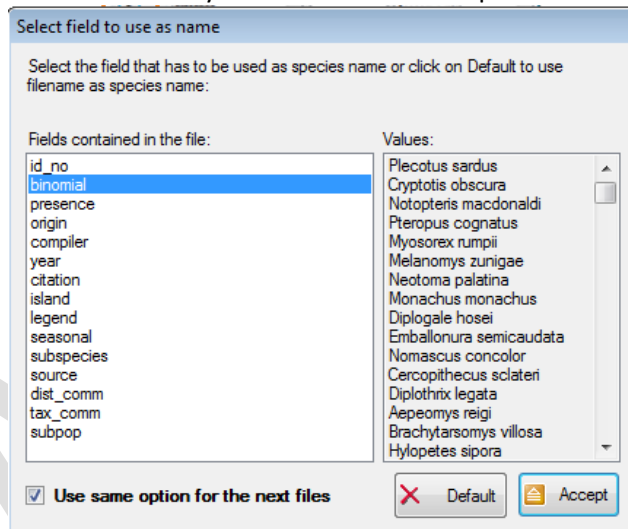 Select field to use as name
Select the field that has to be used as species name or click on Default to use
filename as species name:
Fields contained in the file:
id_no
binomial
presence
origin
compiler
year
citation
island
legend
seasonal
subspecies
source
dist_comm
tax_comm
subpop
Values:
Plecotus sardus
Cryptotis obscura
Notopteris macdonaldi
Pteropus cognatus
Myosorex rumpii
Melanomys zunigae
Neotoma palatina
Monachus monachus
Diplogale hosei
Emballonura semicaudata
Nomascus concolor
Cercopithecus sclateri
Diplothrix legata
Aepeomys reigi
Brachytarsomys villosa
Hylopetes sipora
Use same option for the next files
Default
Accept